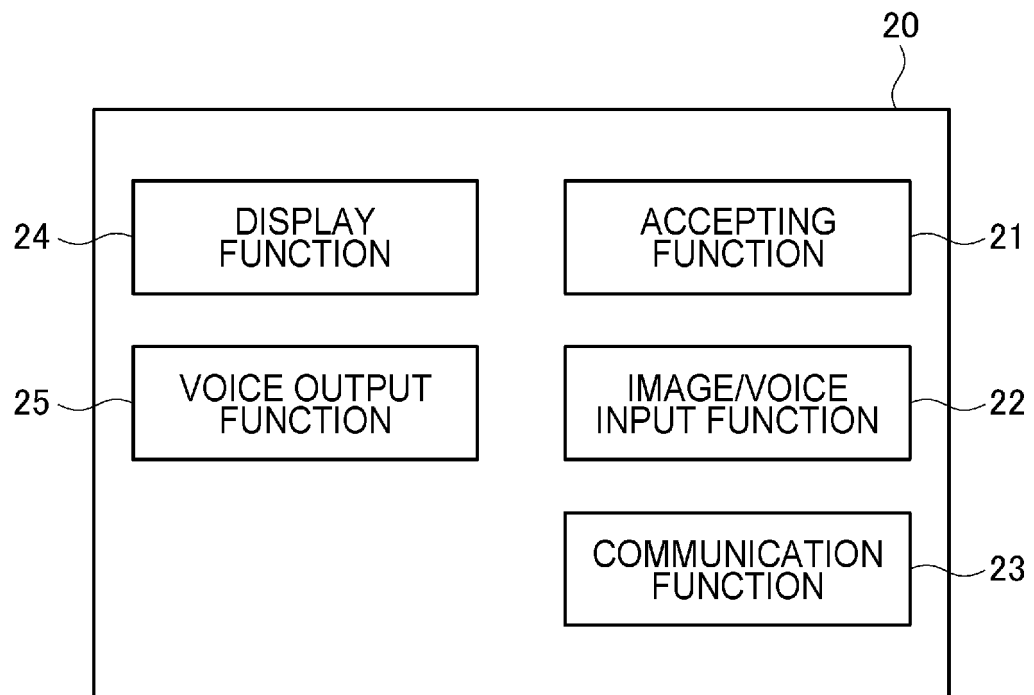 20
24
DISPLAY
FUNCTION
ACCEPTING
FUNCTION
21
25
VOICE OUTPUT
FUNCTION
IMAGE/VOICE
INPUT FUNCTION
22
COMMUNICATION
FUNCTION
23